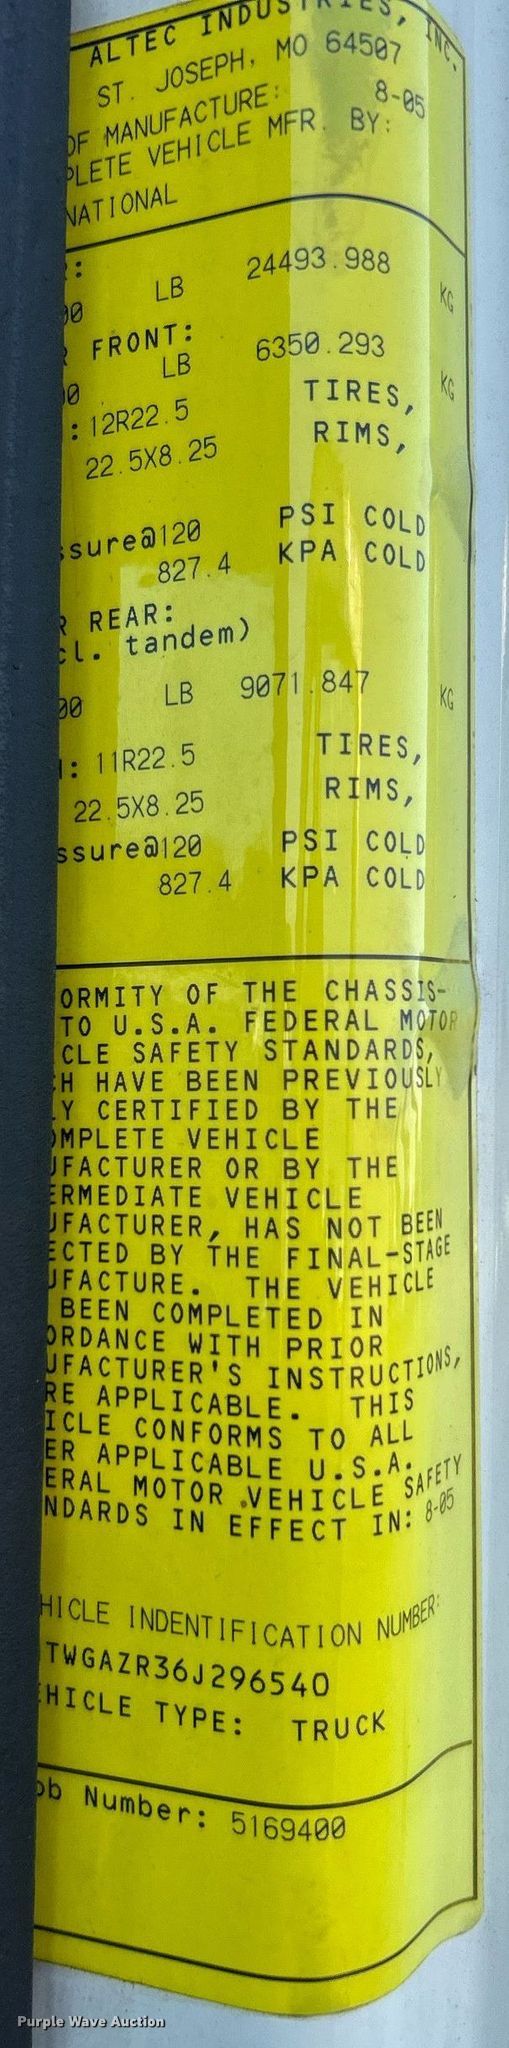 ALTEC INDUSTRIES, INC.
ST. JOSEPH, MO 64507
OF MANUFACTURE: 8-05
PLETE VEHICLE MFR. BY:
NATIONAL
R:
00 LB 24493.988 KG
R FRONT:
00 LB 6350.293 KG
: 12R22.5 TIRES,
22.5X8.25 RIMS,
ssure@120 PSI COLD
827.4 KPA COLD
R REAR:
cl. tandem)
00 LB 9071.847 KG
: 11R22.5 TIRES,
22.5X8.25 RIMS,
ssure@120 PSI COLD
827.4 KPA COLD
ORMITY OF THE CHASSIS-
TO U.S.A. FEDERAL MOTOR
CLE SAFETY STANDARDS,
CH HAVE BEEN PREVIOUSLY
LY CERTIFIED BY THE
OMPLETE VEHICLE
UFACTURER OR BY THE
ERMEDIATE VEHICLE
UFACTURER, HAS NOT BEEN
ECTED BY THE FINAL-STAGE
UFACTURE. THE VEHICLE
BEEN COMPLETED IN
ORDANCE WITH PRIOR
UFACTURER'S INSTRUCTIONS,
RE APPLICABLE. THIS
ICLE CONFORMS TO ALL
ER APPLICABLE U.S.A.
ERAL MOTOR VEHICLE SAFETY
NDARDS IN EFFECT IN: 8-05
HICLE INDENTIFICATION NUMBER:
TWGAZR36J296540
EHICLE TYPE: TRUCK
ob Number: 5169400
Purple Wave Auction